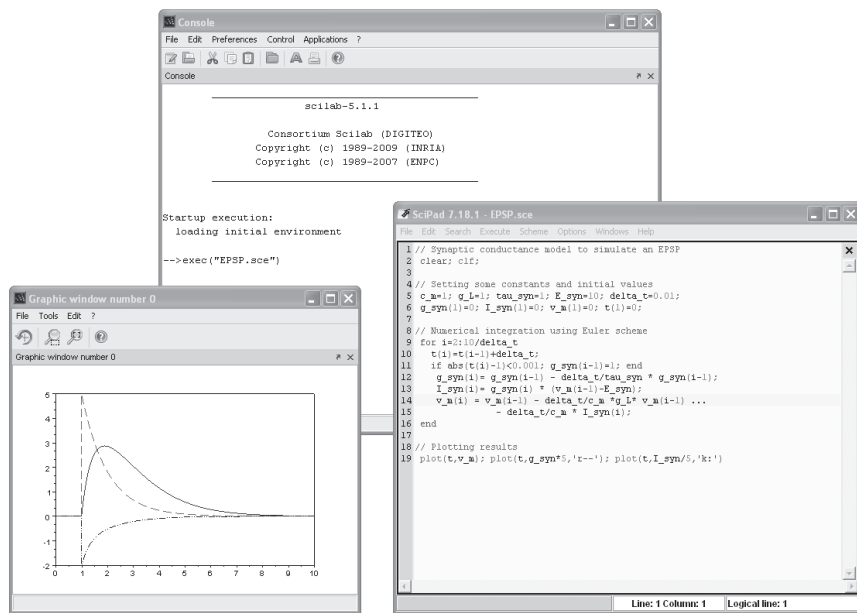 Console
File Edit Preferences Control Applications ?
Console
scilab-5.1.1
Consortium Scilab (DIGITEO)
Copyright (c) 1989-2009 (INRIA)
Copyright (c) 1989-2007 (ENPC)
Startup execution:
loading initial environment
-->exec("EPSP.sce")
SciPad 7.18.1 - EPSP.sce
File Edit Search Execute Scheme Options Windows Help
1 // Synaptic conductance model to simulate an EPSP
2 clear; clf;
3
4 // Setting some constants and initial values
5 c_m=1; g_L=1; tau_syn=1; E_syn=10; delta_t=0.01;
6 g_syn(1)=0; I_syn(1)=0; v_m(1)=0; t(1)=0;
7
8 // Numerical integration using Euler scheme
9 for i=2:10/delta_t
10 t(i)=t(i-1)+delta_t;
11 if abs(t(i)-1)<0.001; g_syn(i-1)=1; end
12 g_syn(i)= g_syn(i-1) - delta_t/tau_syn * g_syn(i-1);
13 I_syn(i)= g_syn(i) * (v_m(i-1)-E_syn);
14 v_m(i) = v_m(i-1) - delta_t/c_m *g_L* v_m(i-1) ...
15 - delta_t/c_m * I_syn(i);
16 end
17
18 // Plotting results
19 plot(t,v_m); plot(t,g_syn*5,'r--'); plot(t,I_syn/5,'k:')
Line: 1 Column: 1 Logical line: 1
Graphic window number 0
File Tools Edit ?
Graphic window number 0
5
4
3
2
1
0
-1
-2
0 1 2 3 4 5 6 7 8 9 10